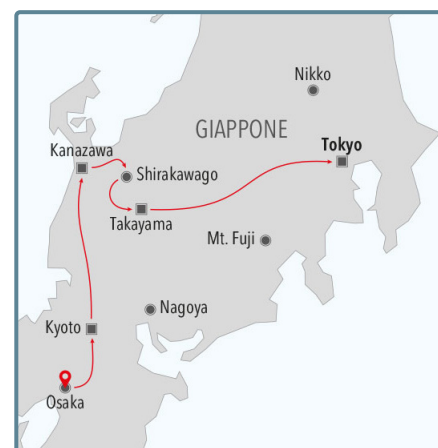 Nikko
GIAPPONE
Tokyo
Kanazawa
Shirakawago
Takayama
Mt. Fuji
Nagoya
Kyoto
Osaka